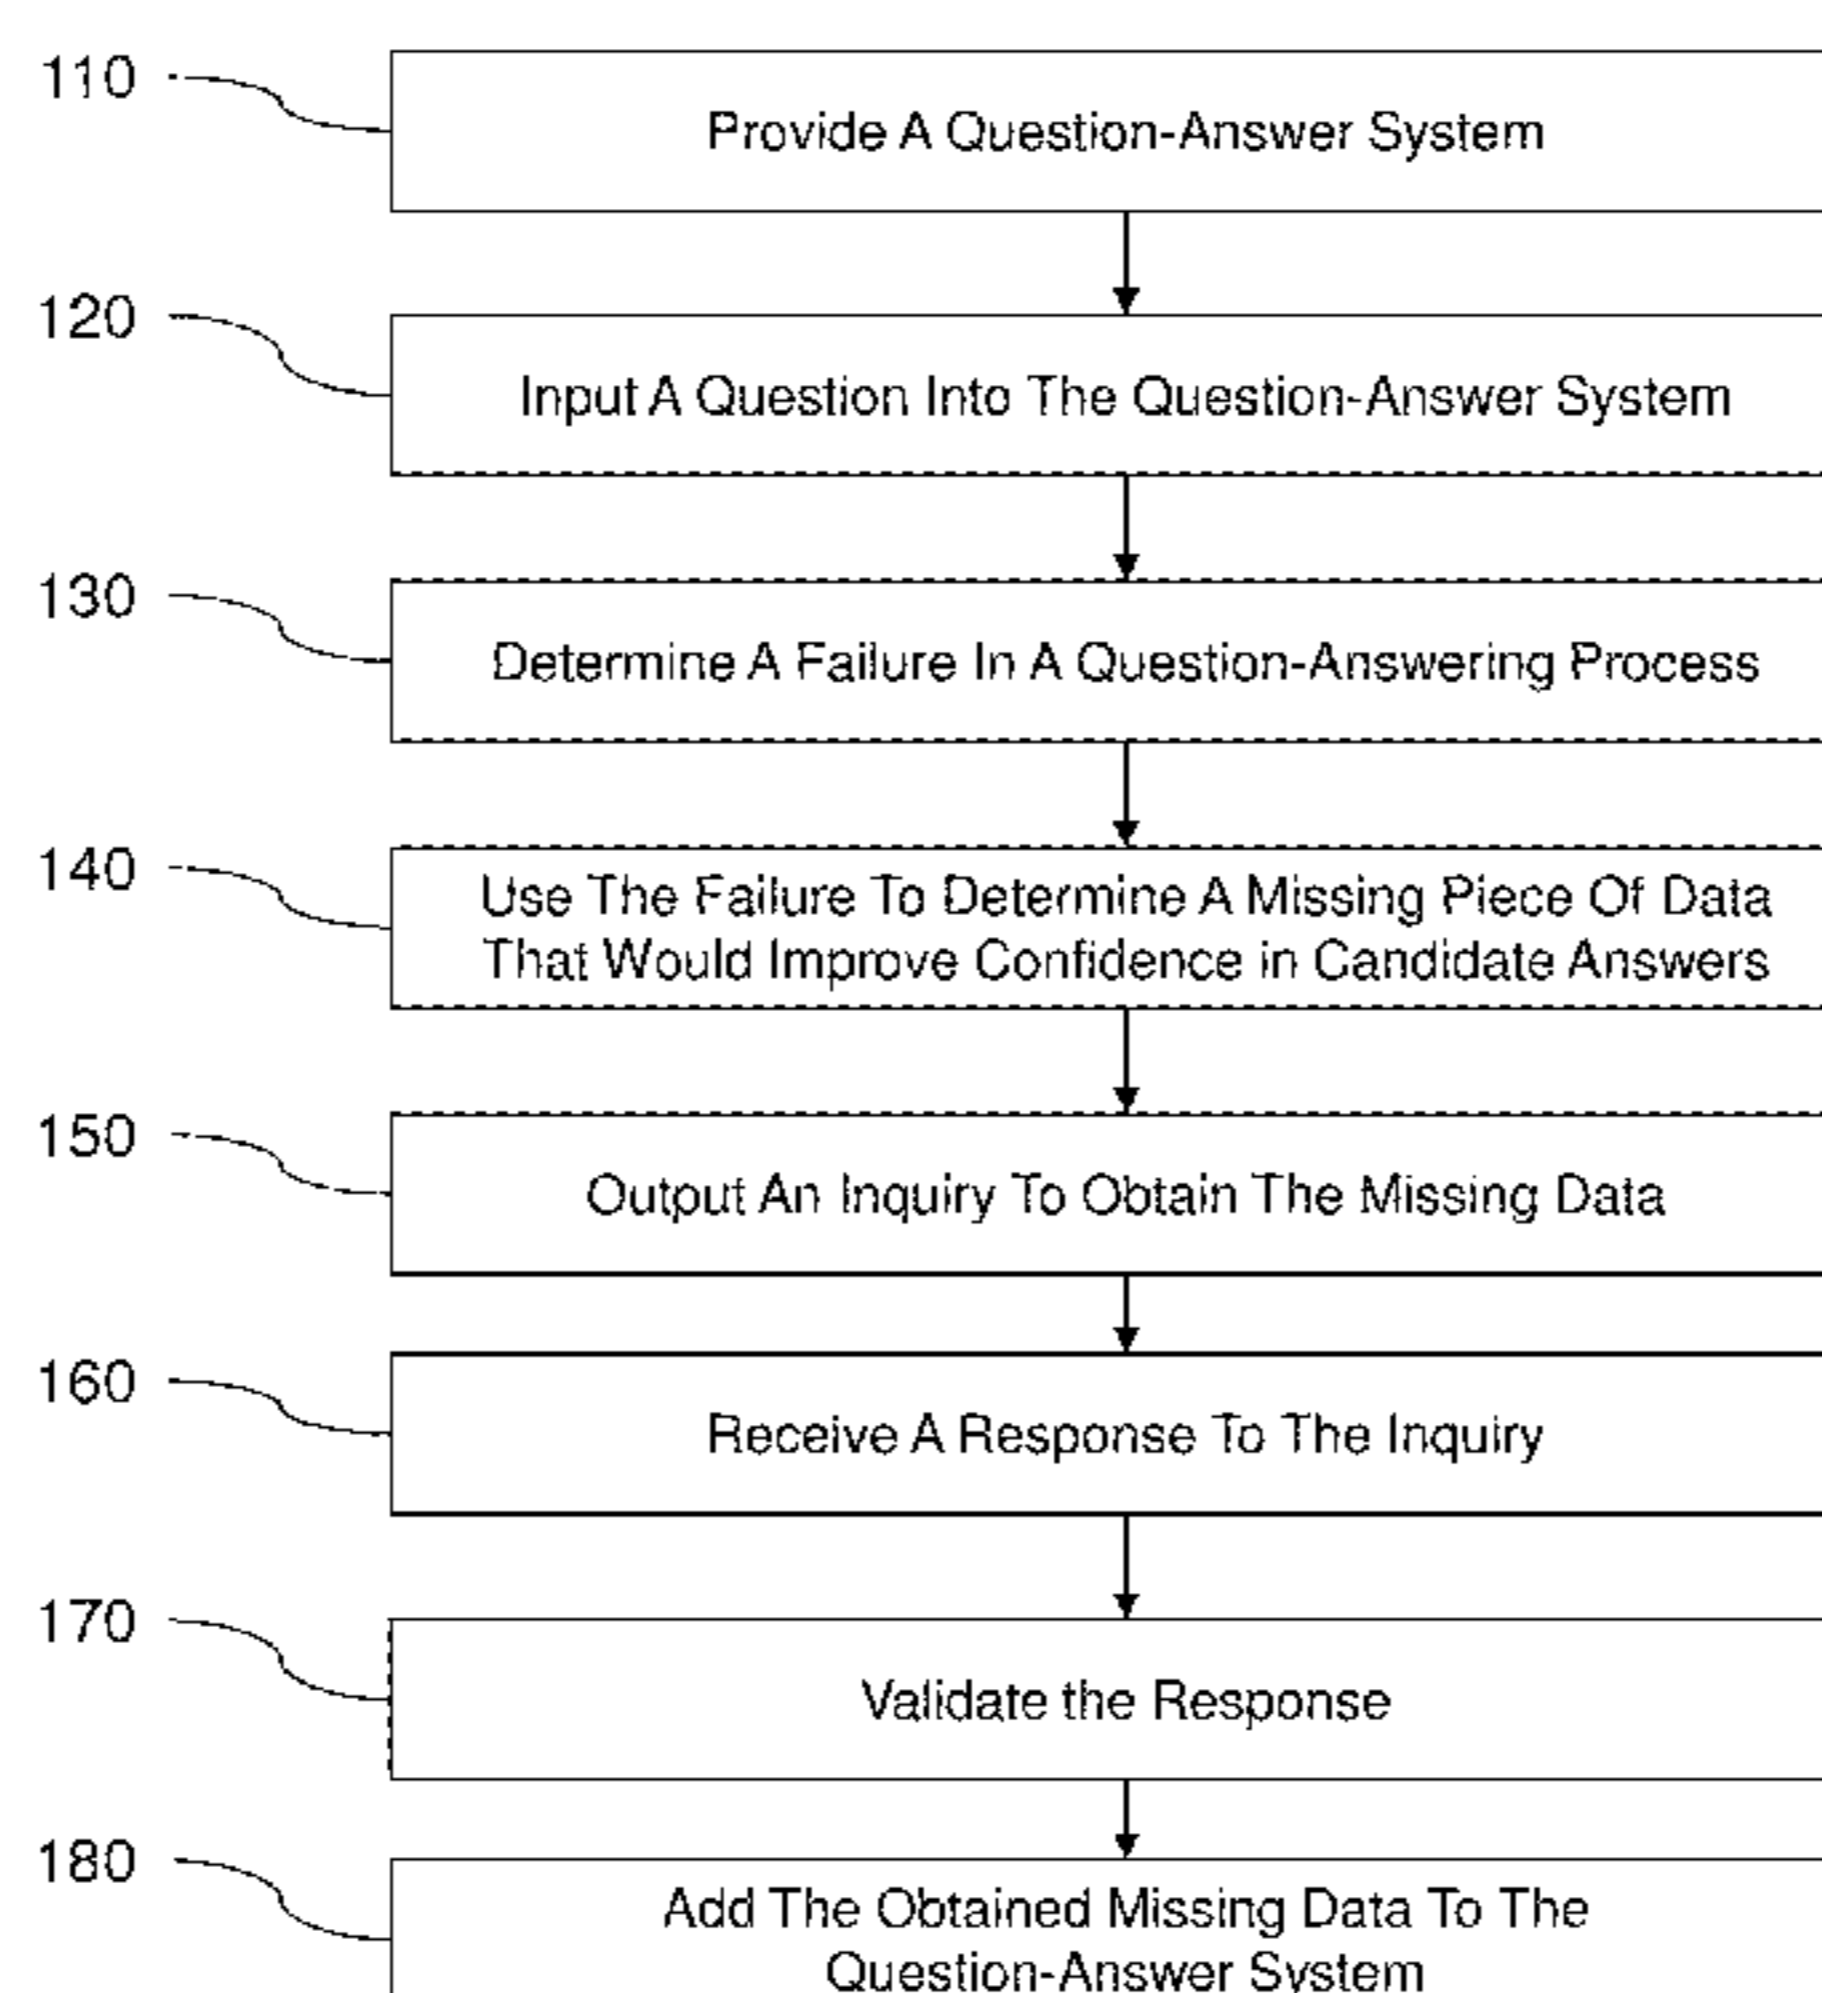 110
Provide A Question-Answer System
120
Input A Question Into The Question-Answer System
130
Determine A Failure In A Question-Answering Process
140
Use The Failure To Determine A Missing Piece Of Data
That Would Improve Confidence in Candidate Answers
150
Output An Inquiry To Obtain The Missing Data
160
Receive A Response To The Inquiry
170
Validate the Response
180
Add The Obtained Missing Data To The
Question-Answer System